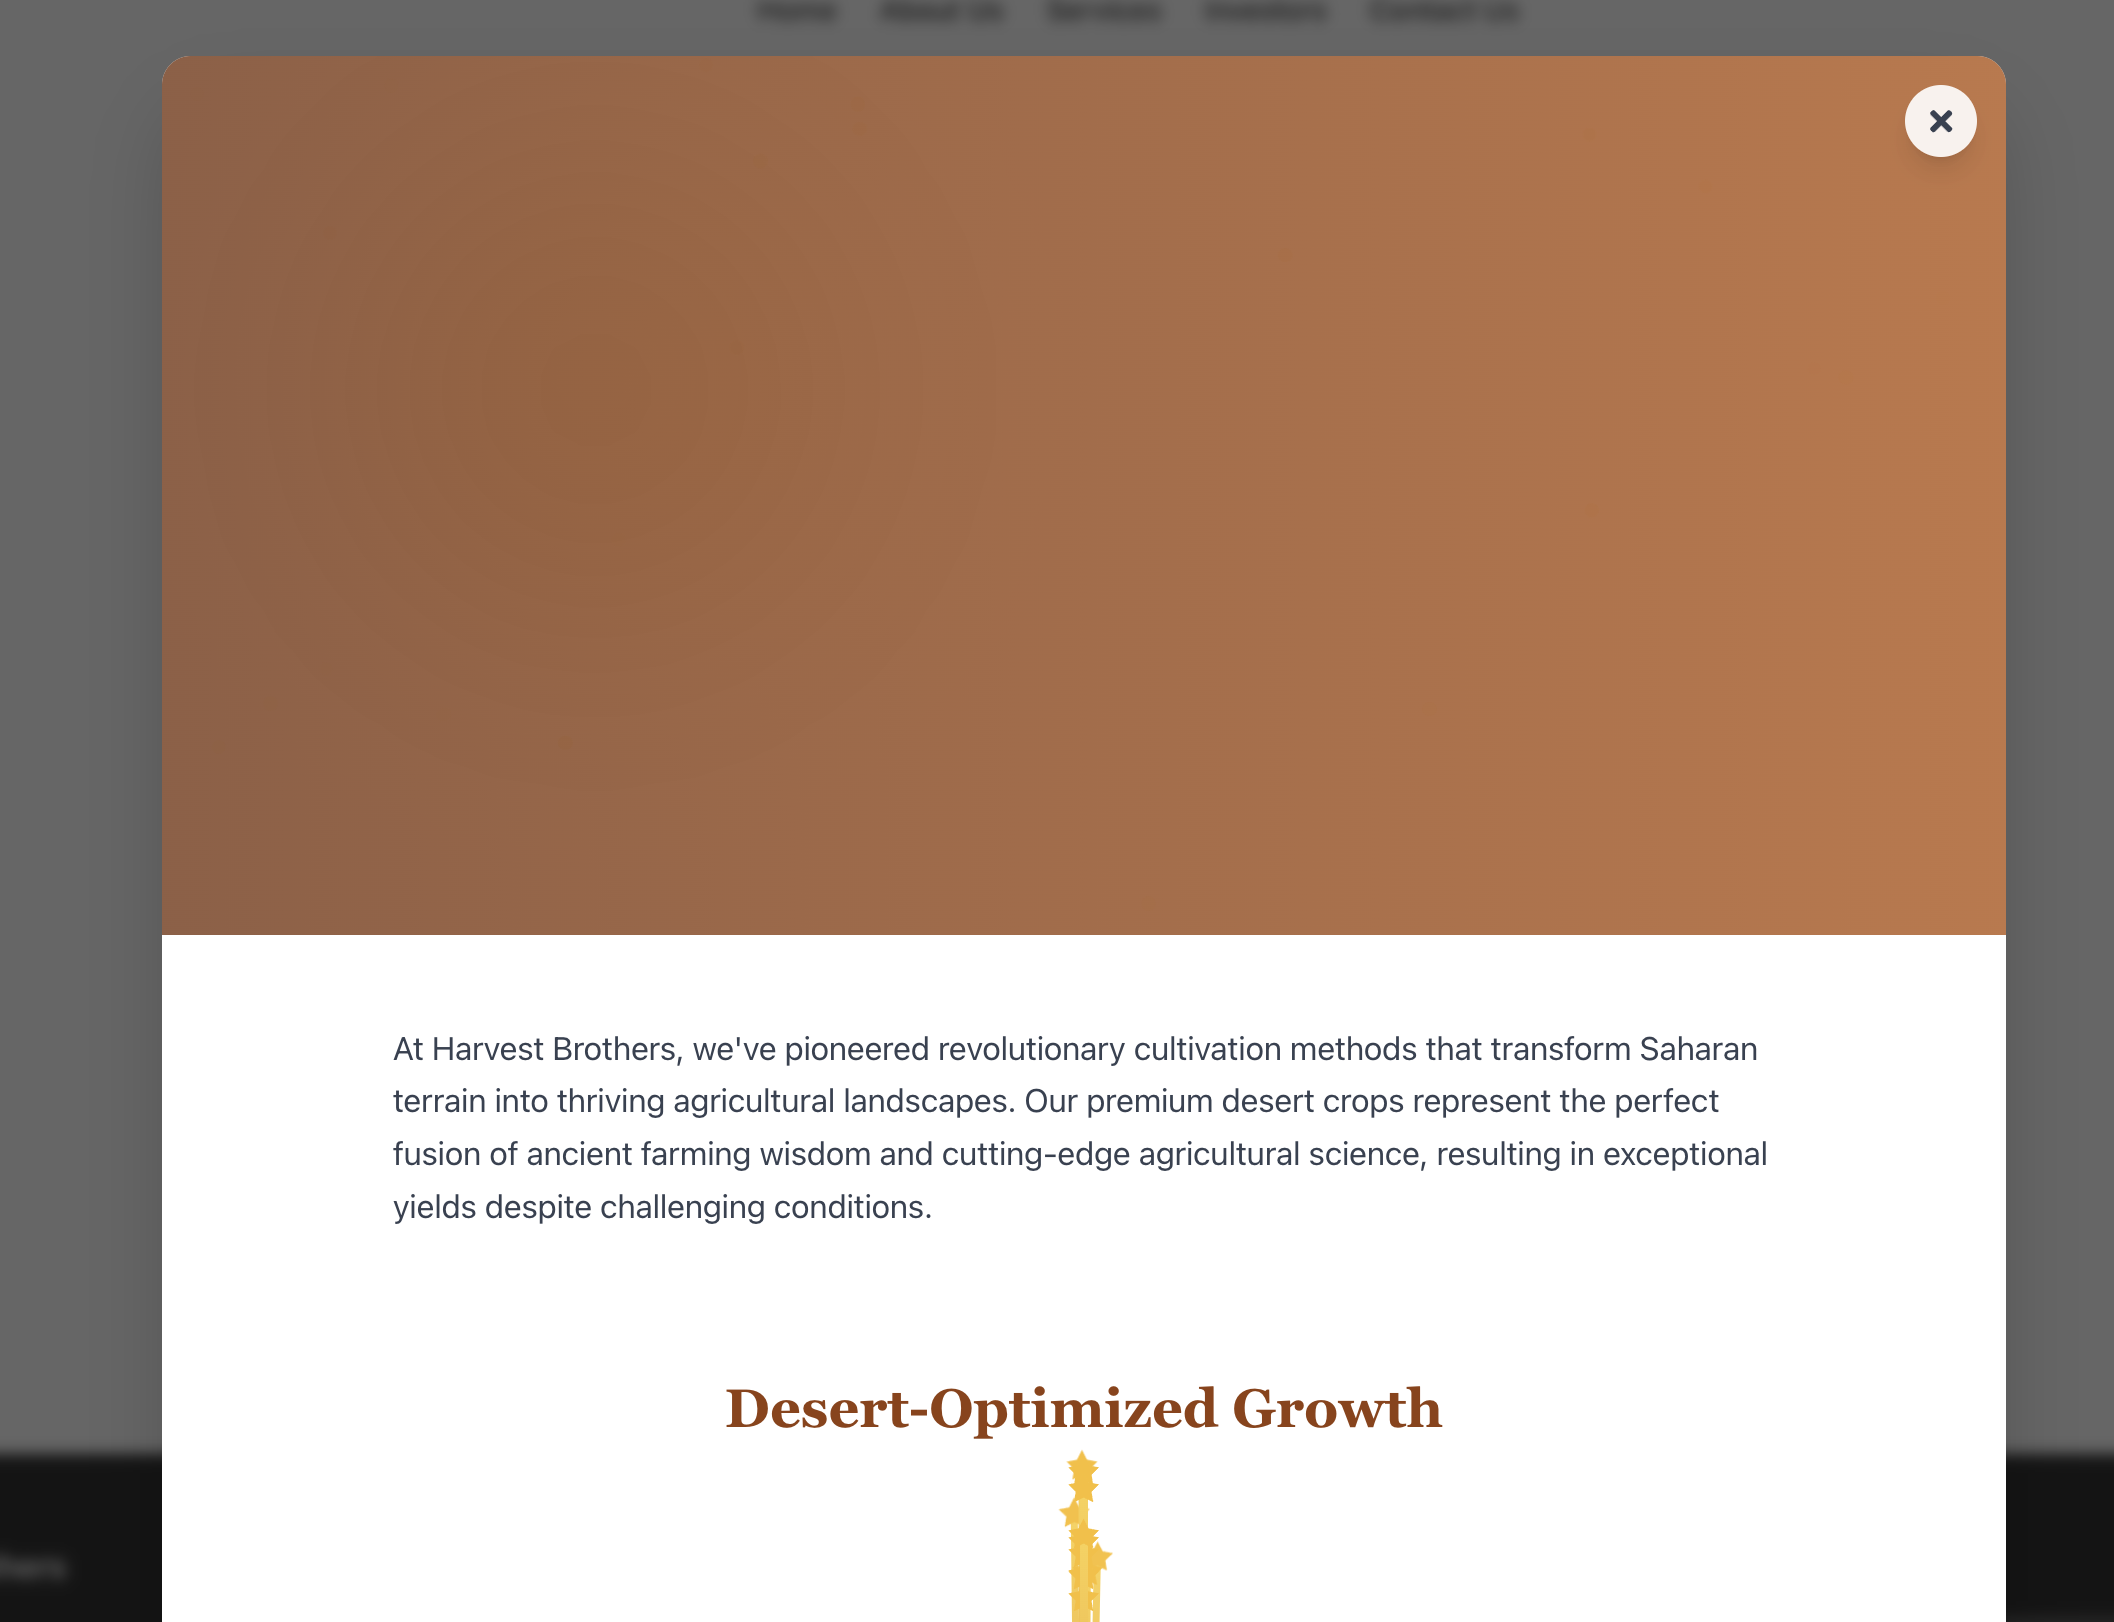 Home About Us Services Investors Contact Us
At Harvest Brothers, we've pioneered revolutionary cultivation methods that transform Saharan
terrain into thriving agricultural landscapes. Our premium desert crops represent the perfect
fusion of ancient farming wisdom and cutting-edge agricultural science, resulting in exceptional
yields despite challenging conditions.
Desert-Optimized Growth